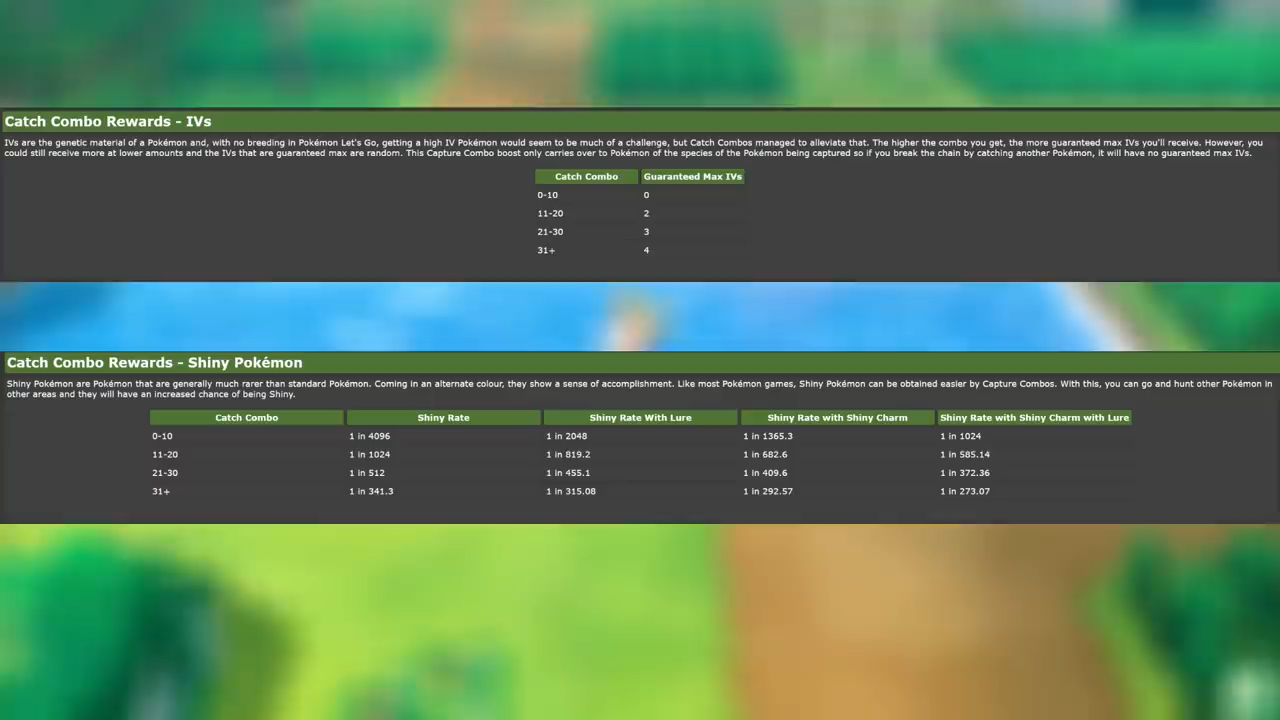 Catch Combo Rewards - IVs
IVs are the genetic material of a Pokémon and, with no breeding in Pokémon Let's Go, getting a high IV Pokémon would seem to be much of a challenge, but Catch Combos managed to alleviate that. The higher the combo you get, the more guaranteed max IVs you'll receive. However, you
could still receive more at lower amounts and the IVs that are guaranteed max are random. This Capture Combo boost only carries over to Pokémon of the species of the Pokémon being captured so if you break the chain by catching another Pokémon, it will have no guaranteed max IVs.
Catch Combo Guaranteed Max IVs
0-10 0
11-20 2
21-30 3
31+ 4
Catch Combo Rewards - Shiny Pokémon
Shiny Pokémon are Pokémon that are generally much rarer than standard Pokémon. Coming in an alternate colour, they show a sense of accomplishment. Like most Pokémon games, Shiny Pokémon can be obtained easier by Capture Combos. With this, you can go and hunt other Pokémon in
other areas and they will have an increased chance of being Shiny.
Catch Combo Shiny Rate Shiny Rate With Lure Shiny Rate with Shiny Charm Shiny Rate with Shiny Charm with Lure
0-10 1 in 4096 1 in 2048 1 in 1365.3 1 in 1024
11-20 1 in 1024 1 in 819.2 1 in 682.6 1 in 585.14
21-30 1 in 512 1 in 455.1 1 in 409.6 1 in 372.36
31+ 1 in 341.3 1 in 315.08 1 in 292.57 1 in 273.07